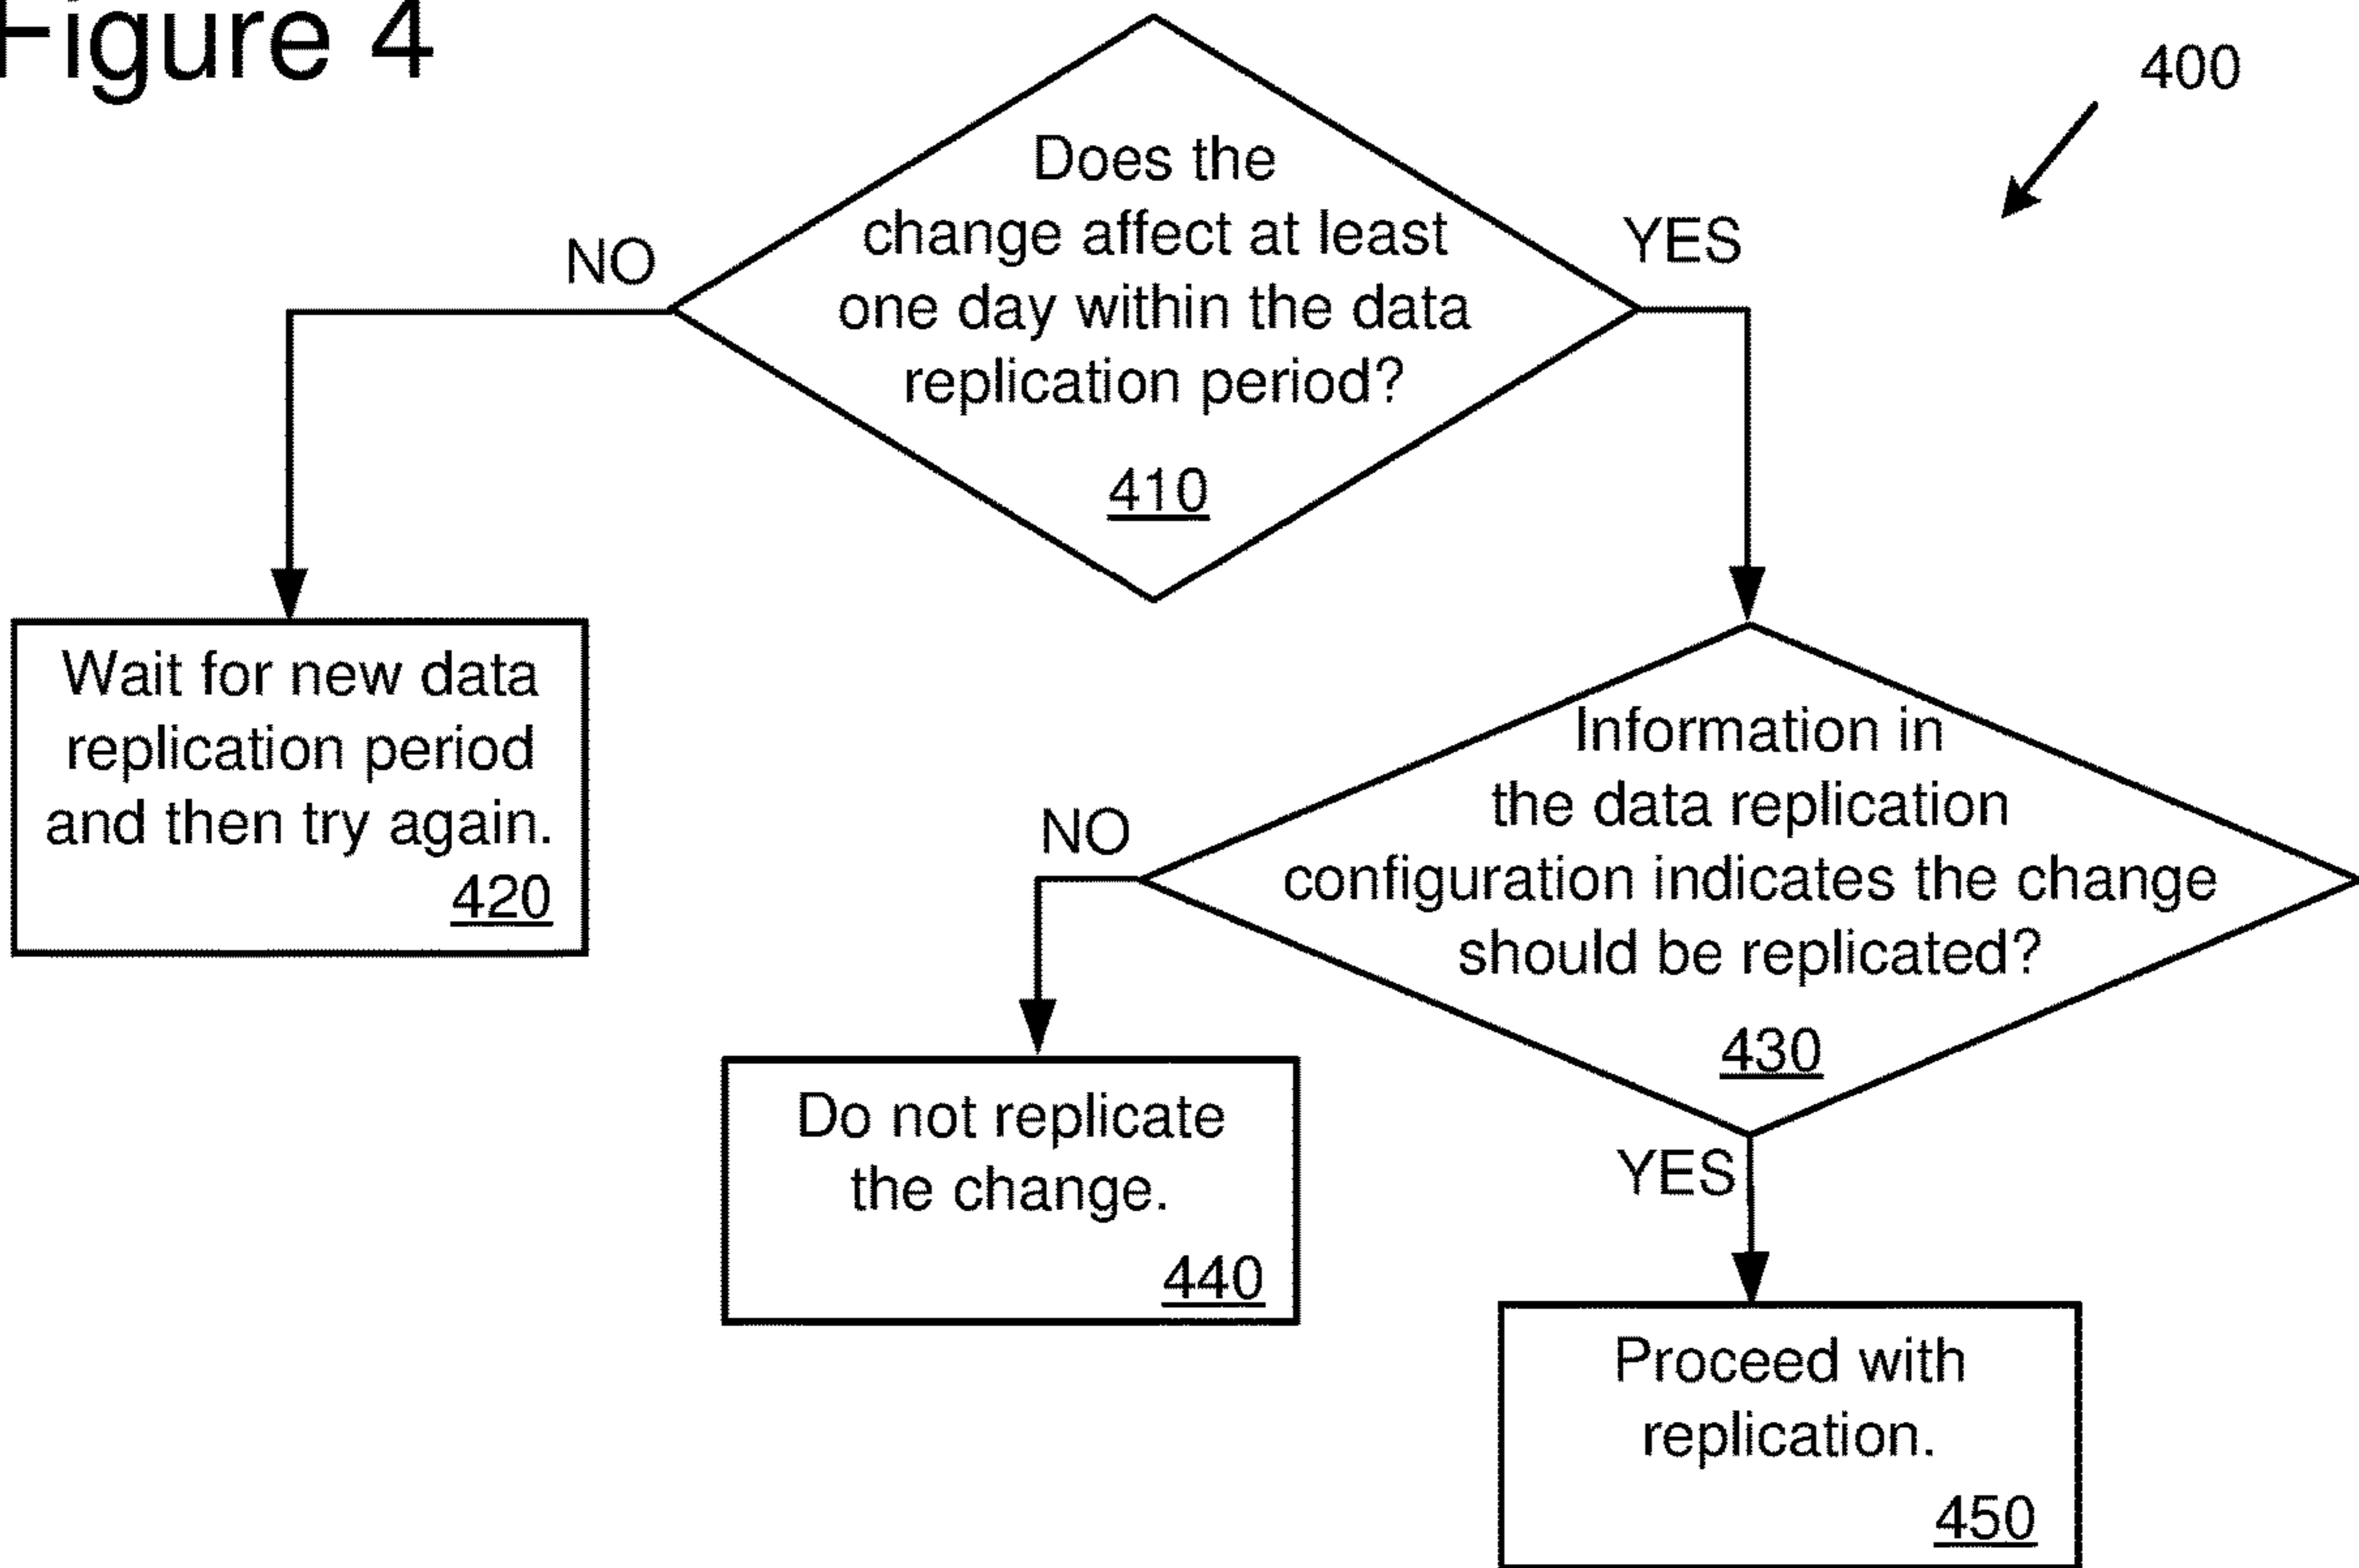 Figure 4
400
Does the
change affect at least
one day within the data
replication period?
410
NO
YES
Wait for new data
replication period
and then try again.
420
Information in
the data replication
configuration indicates the change
should be replicated?
430
NO
YES
Do not replicate
the change.
440
Proceed with
replication.
450